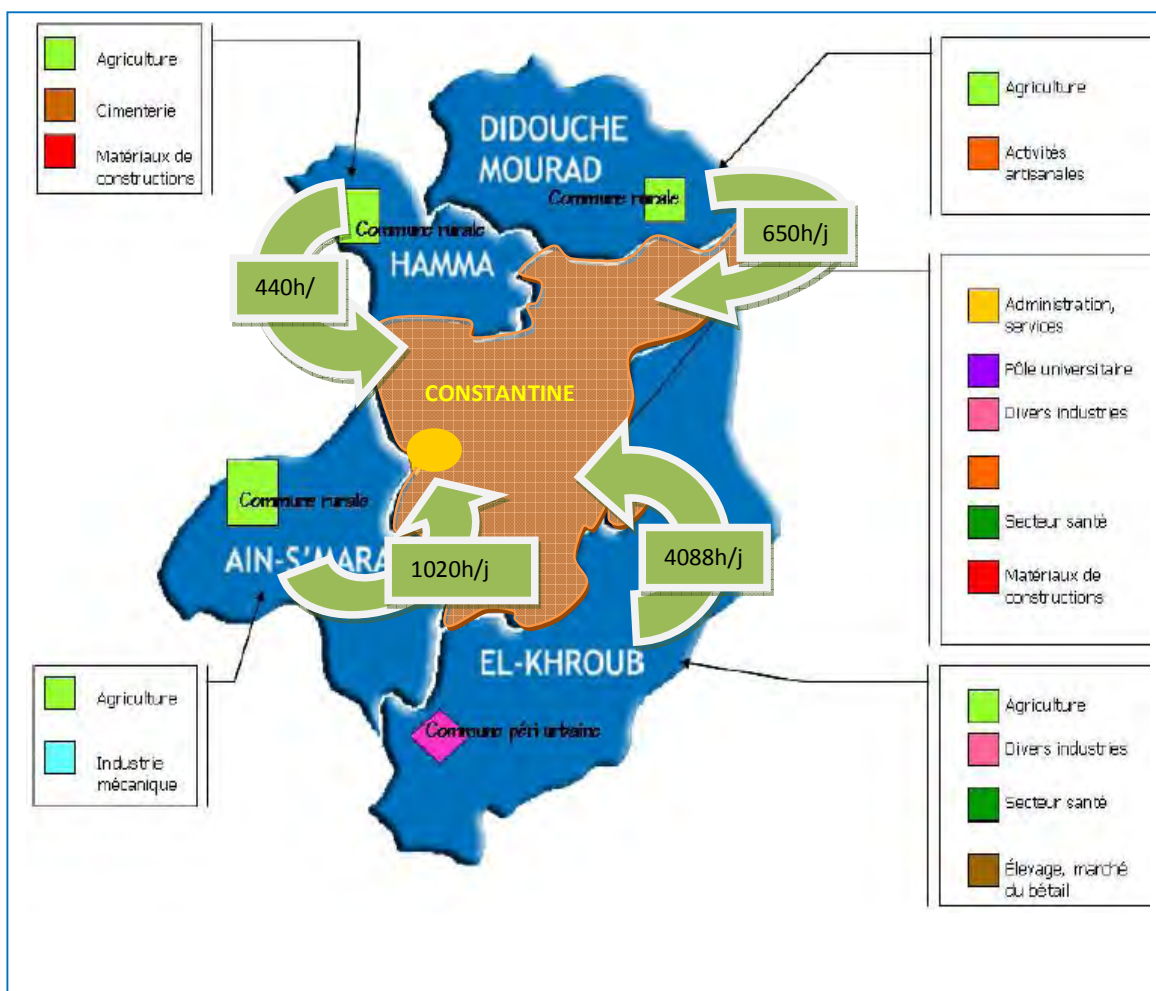 Agriculture
Cimenterie
Matériaux de
constructions
DIDOUCHE
MOURAD
Commune rurale
Agriculture
Activités
artisanales
650h/j
Commune rurale
HAMMA
440h/
Administration,
services
Pôle universitaire
Divers industries
Secteur santé
Matériaux de
constructions
CONSTANTINE
Commune rurale
AIN-S'MARA
1020h/j
4088h/j
EL-KHROUB
Commune péri urbaine
Agriculture
Industrie
mécanique
Agriculture
Divers industries
Secteur santé
Élevage, marché
du bétail